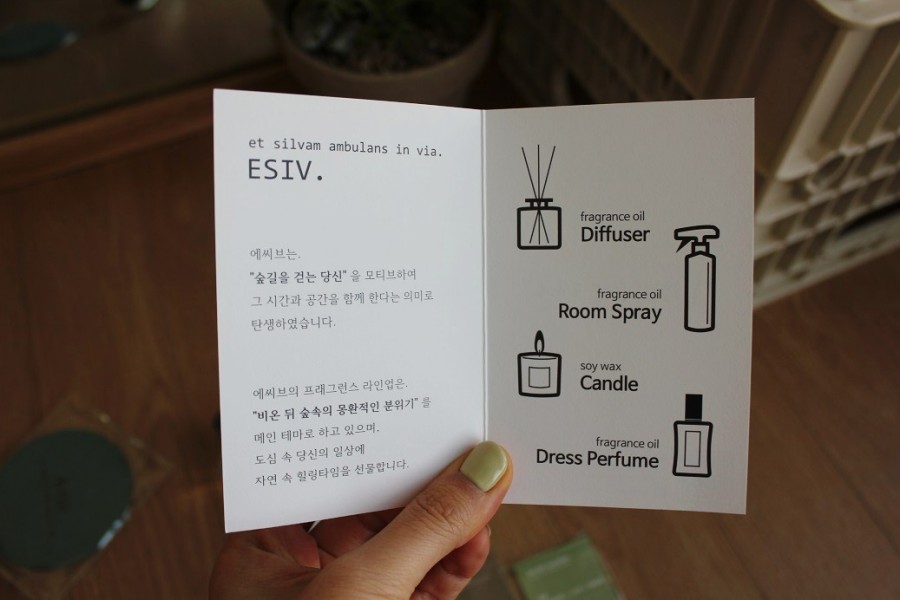 et silvam ambulans in via.
ESIV.
에씨브는.
"숲길을 걷는 당신" 을 모티브하여
그 시간과 공간을 함께 한다는 의미로
탄생하였습니다.
에씨브의 프래그런스 라인업은.
"비온 뒤 숲속의 몽환적인 분위기" 를
메인 테마로 하고 있으며,
도심 속 당신의 일상에
자연 속 힐링타임을 선물합니다.
fragrance oil
Diffuser
fragrance oil
Room Spray
soy wax
Candle
fragrance oil
Dress Perfume